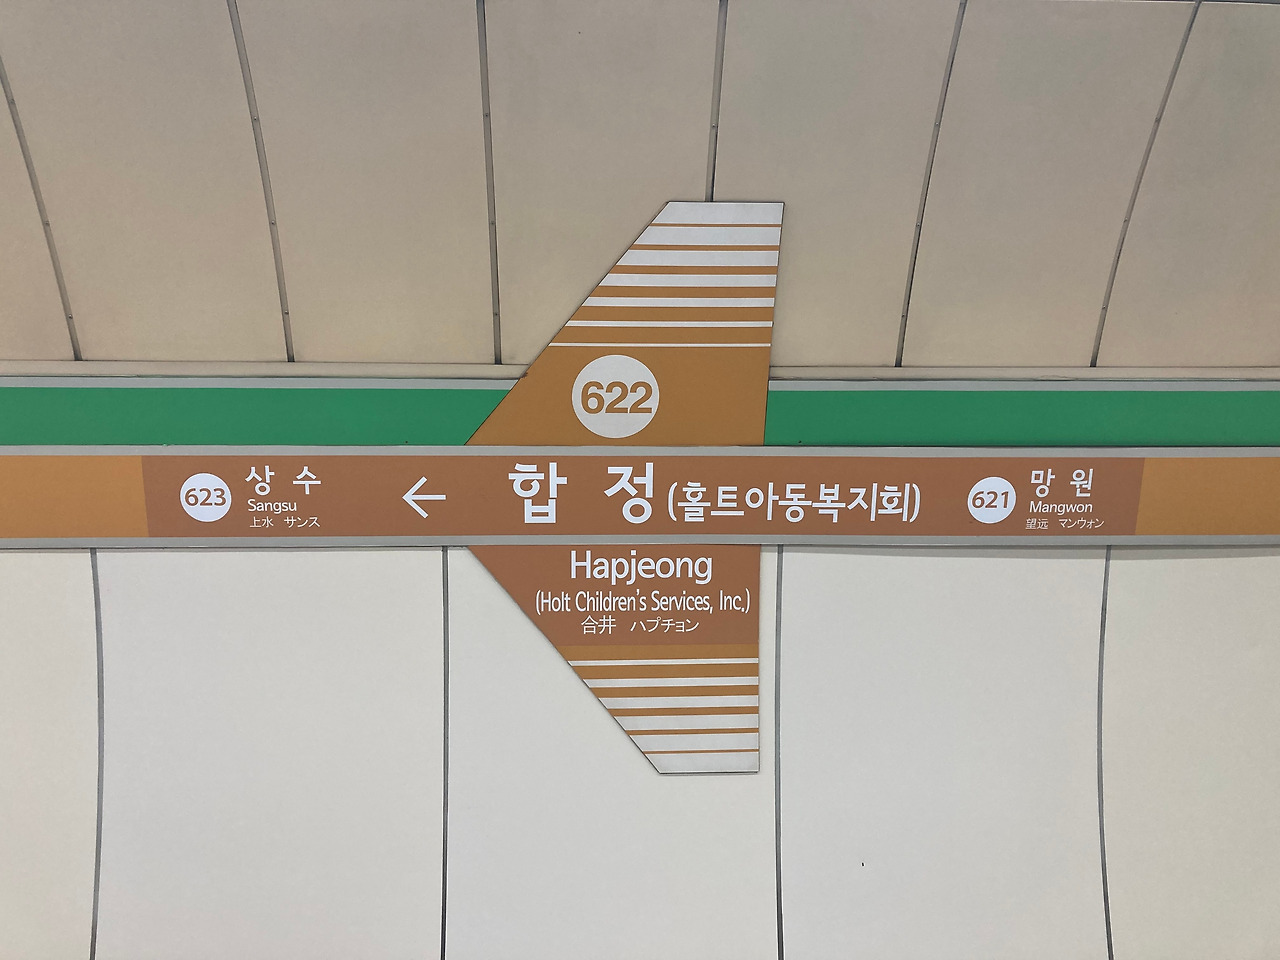 622
623 상 수
Sangsu
上水 サンス
← 합 정 (홀트아동복지회)
621 망 원
Mangwon
望远 マンウォン
Hapjeong
(Holt Children's Services, Inc.)
合井 ハプチョン